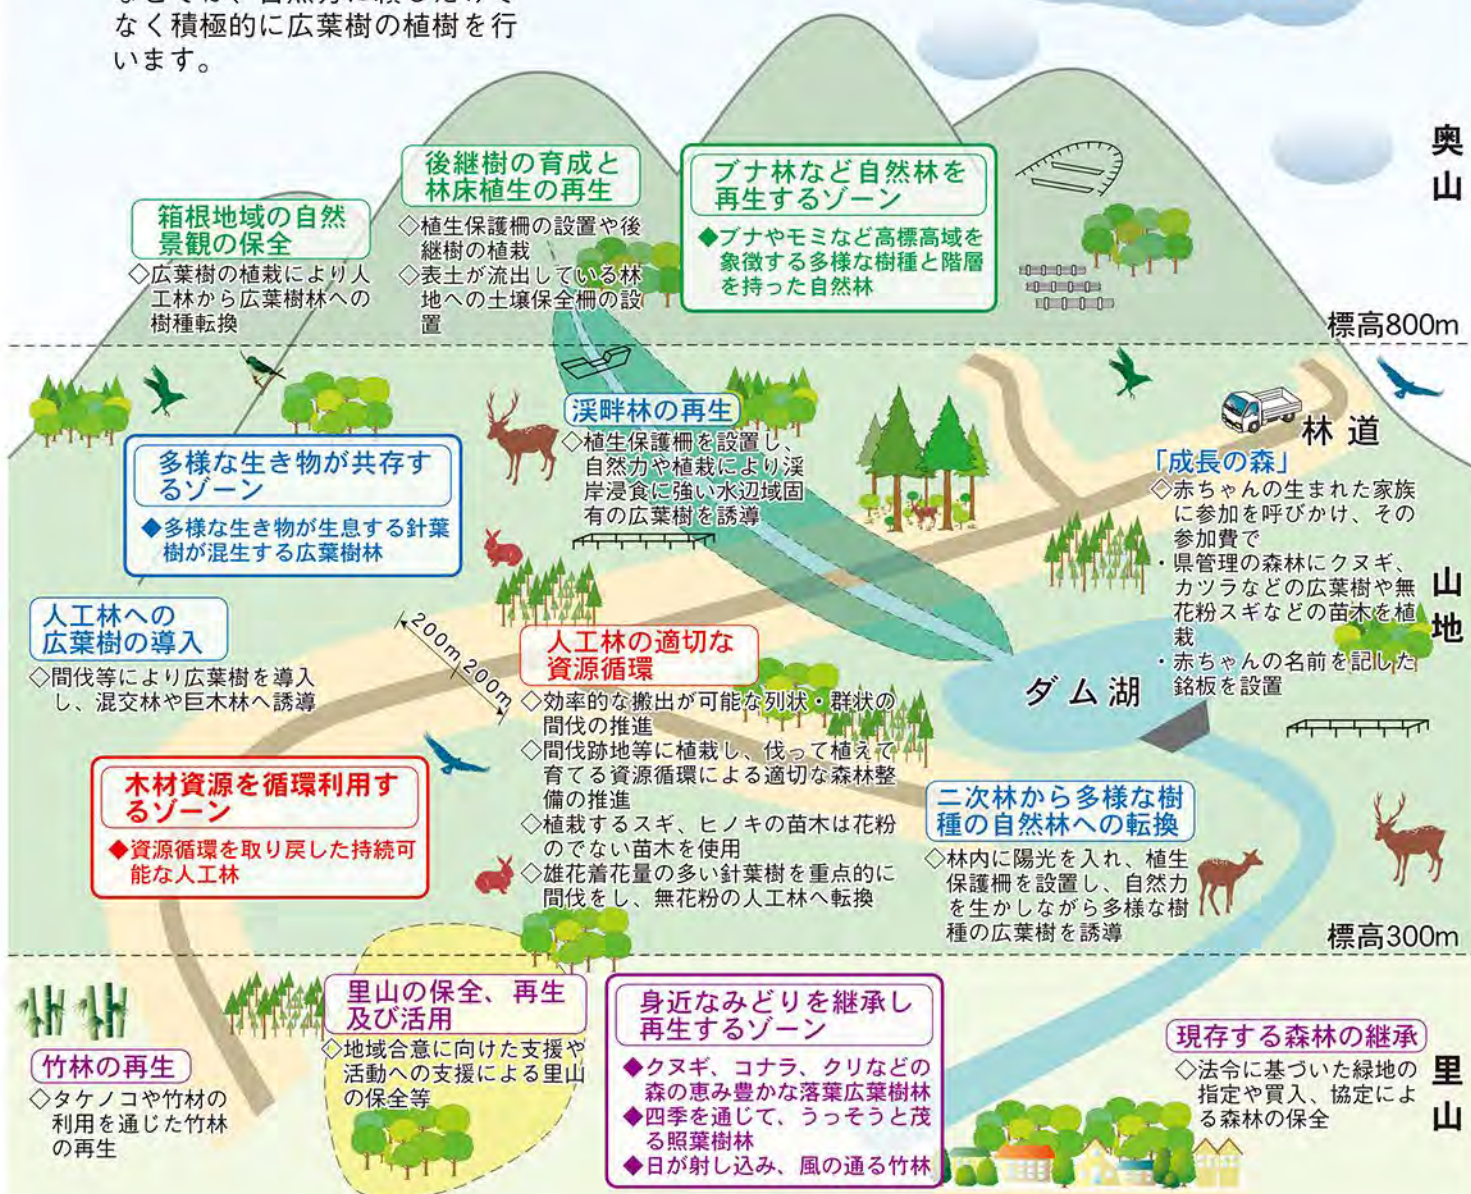 なく積極的に広葉樹の植樹を行
います。
奥山
後継樹の育成と
林床植生の再生
◇植生保護柵の設置や後
継樹の植栽
◇表土が流出している林
地への土壌保全柵の設
置
ブナ林など自然林を
再生するゾーン
◆ブナやモミなど高標高域を
象徴する多様な樹種と階層
を持った自然林
箱根地域の自然
景観の保全
◇広葉樹の植栽により人
工林から広葉樹林への
樹種転換
標高800m
渓畔林の再生
◇植生保護柵を設置し、
自然力や植栽により渓
岸浸食に強い水辺域固
有の広葉樹を誘導
林道
多様な生き物が共存す
るゾーン
◆多様な生き物が生息する針葉
樹が混生する広葉樹林
「成長の森」
◇赤ちゃんの生まれた家族
に参加を呼びかけ、その
参加費で
・県管理の森林にクヌギ、
カツラなどの広葉樹や無
花粉スギなどの苗木を植
栽
・赤ちゃんの名前を記した
銘板を設置
山地
人工林への
広葉樹の導入
◇間伐等により広葉樹を導入
し、混交林や巨木林へ誘導
200m
200m
人工林の適切な
資源循環
◇効率的な搬出が可能な列状・群状の
間伐の推進
◇間伐跡地等に植栽し、伐って植えて
育てる資源循環による適切な森林整
備の推進
◇植栽するスギ、ヒノキの苗木は花粉
のでない苗木を使用
◇雄花着花量の多い針葉樹を重点的に
間伐をし、無花粉の人工林へ転換
ダム湖
木材資源を循環利用す
るゾーン
◆資源循環を取り戻した持続可
能な人工林
二次林から多様な樹
種の自然林への転換
◇林内に陽光を入れ、植生
保護柵を設置し、自然力
を生かしながら多様な樹
種の広葉樹を誘導
標高300m
竹林の再生
◇タケノコや竹材の
利用を通じた竹林
の再生
里山の保全、再生
及び活用
◇地域合意に向けた支援や
活動への支援による里山
の保全等
身近なみどりを継承し
再生するゾーン
◆クヌギ、コナラ、クリなどの
森の恵み豊かな落葉広葉樹林
◆四季を通じて、うっそうと茂
る照葉樹林
◆日が射し込み、風の通る竹林
現存する森林の継承
◇法令に基づいた緑地の
指定や買入、協定によ
る森林の保全
里山